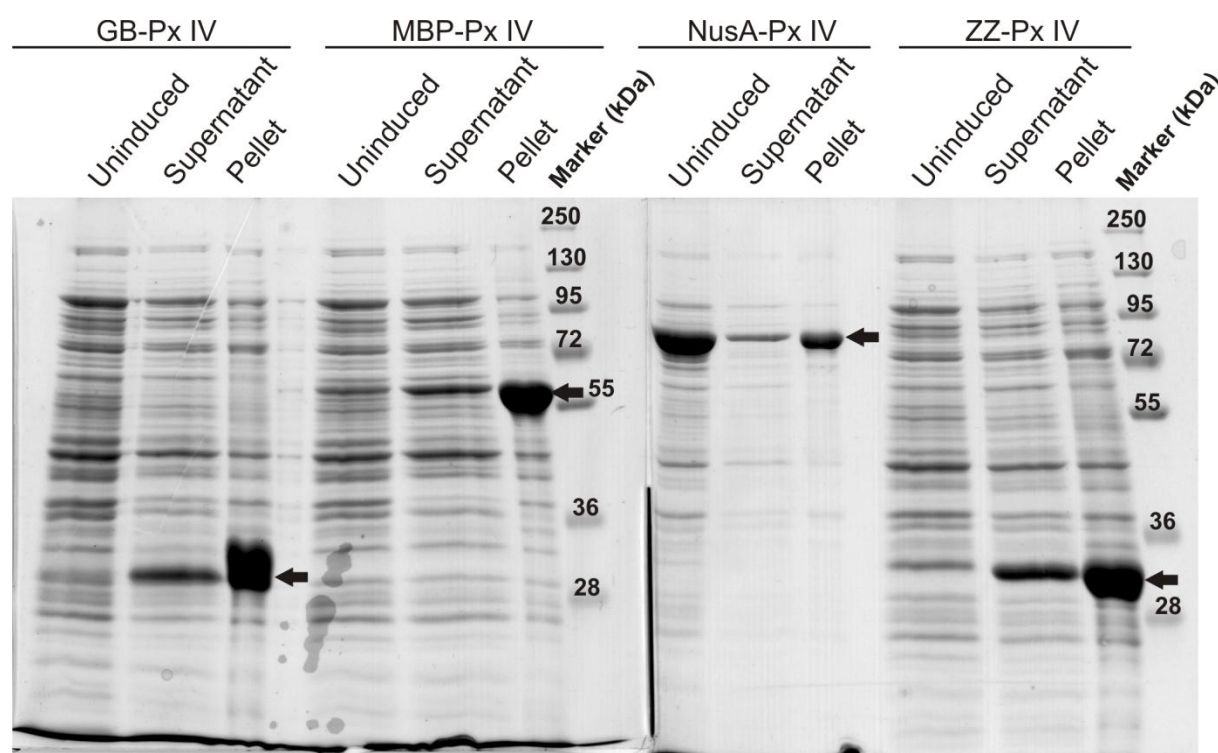 GB-Px IV
MBP-Px IV
NusA-Px IV
ZZ-Px IV
Uninduced
Supernatant
Pellet
Uninduced
Supernatant
Pellet
Marker (kDa)
Uninduced
Supernatant
Pellet
Uninduced
Supernatant
Pellet
Marker (kDa)
250
130
95
72
55
36
28
250
130
95
72
55
36
28